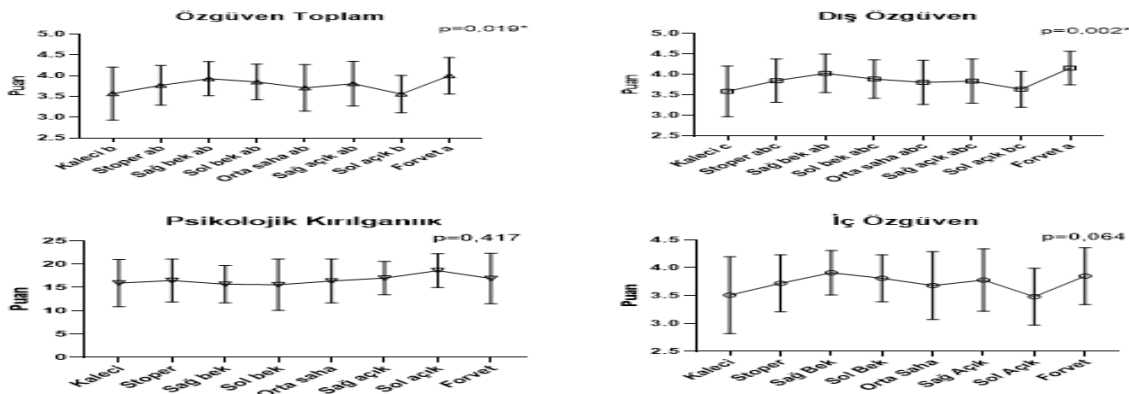 Özgüven Toplam
p=0,019*
Puan
5.0
4.5
4.0
3.5
3.0
2.5
Kaleci b
Stoper ab
Sağ bek ab
Sol bek ab
Orta saha ab
Sağ açık ab
Sol açık b
Forvet a
Dış Özgüven
p=0.002*
Puan
5.0
4.5
4.0
3.5
3.0
2.5
Kaleci c
Stoper abc
Sağ bek ab
Sol bek abc
Orta saha abc
Sağ açık abc
Sol açık bc
Forvet a
Psikolojik Kırılganlık
p=0,417
Puan
25
20
15
10
5
0
Kaleci
Stoper
Sağ bek
Sol bek
Orta saha
Sağ açık
Sol açık
Forvet
İç Özgüven
p=0,064
Puan
4.5
4.0
3.5
3.0
2.5
Kaleci
Stoper
Sağ Bek
Sol Bek
Orta Saha
Sağ Açık
Sol Açık
Forvet